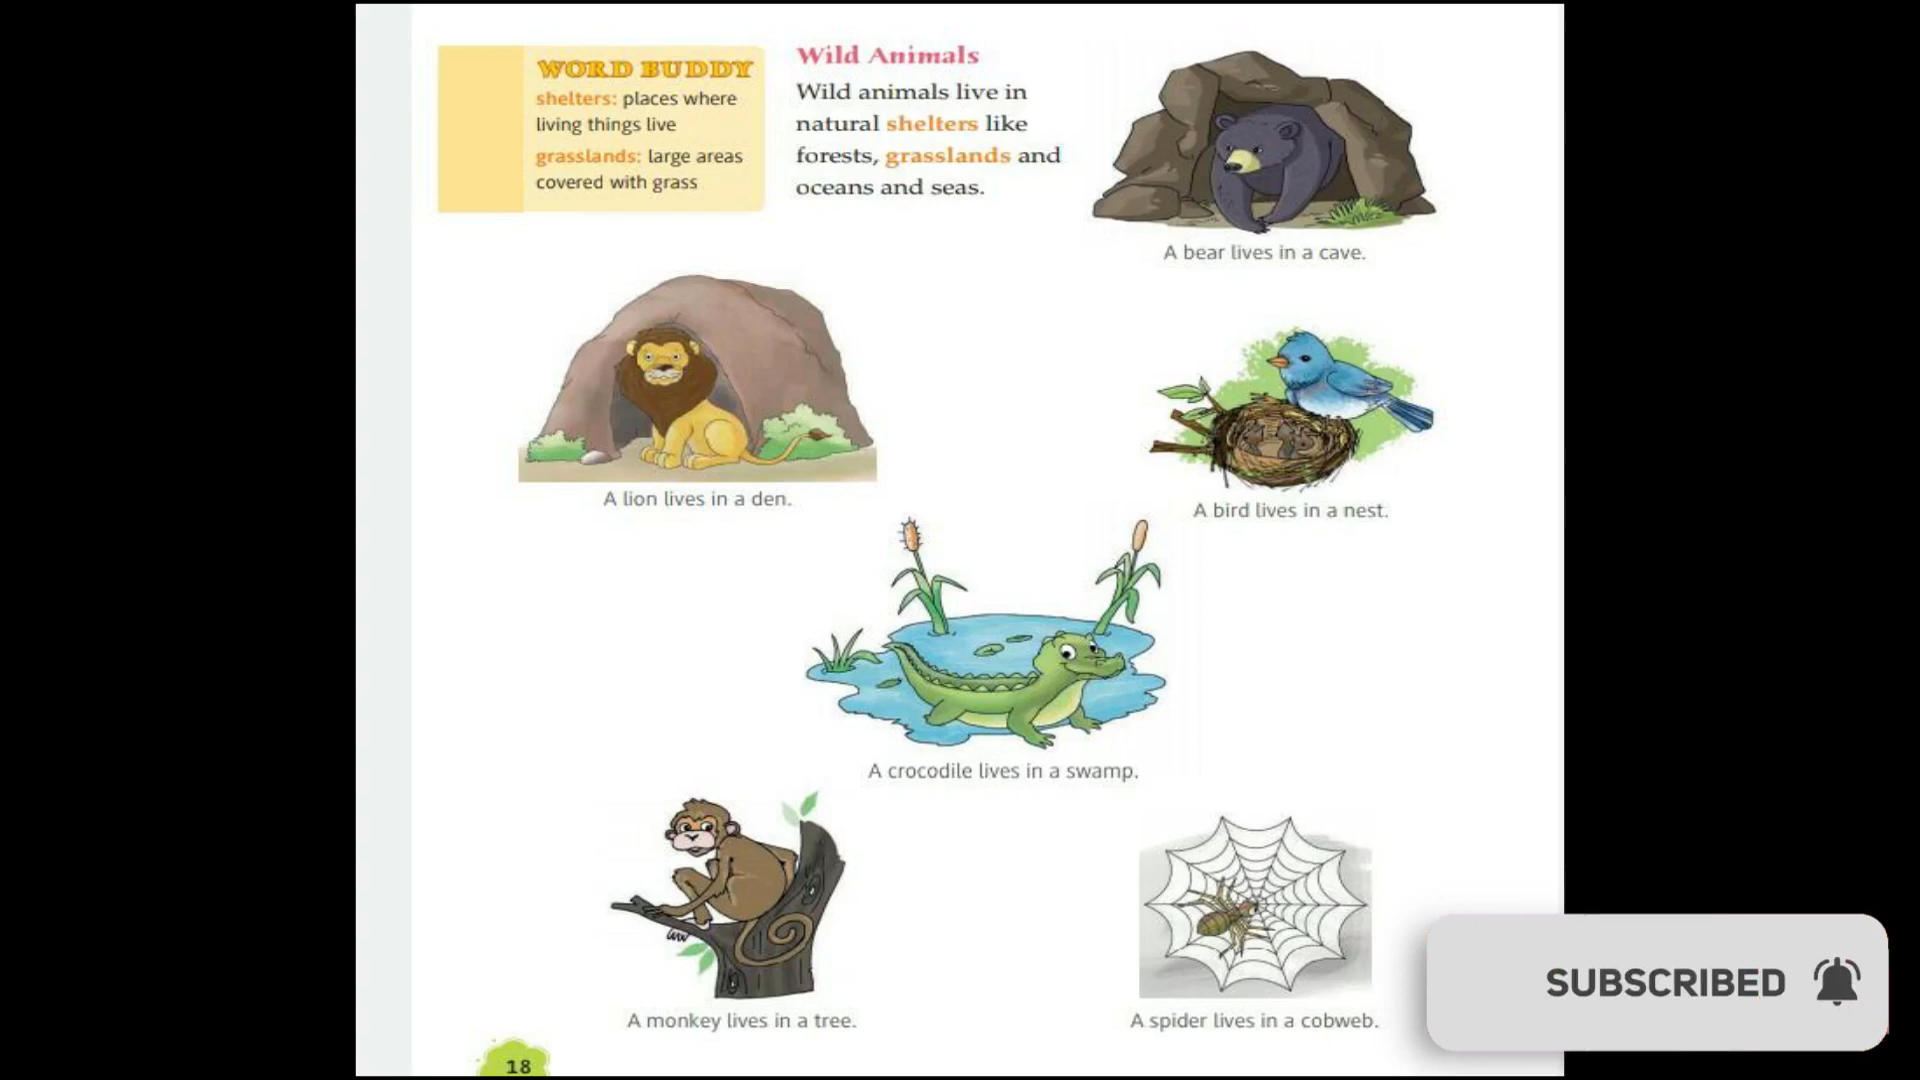 WORD BUDDY
shelters: places where
living things live
grasslands: large areas
covered with grass
Wild Animals
Wild animals live in
natural shelters like
forests, grasslands and
oceans and seas.
A bear lives in a cave.
A lion lives in a den.
A bird lives in a nest.
A crocodile lives in a swamp.
A monkey lives in a tree.
A spider lives in a cobweb.
SUBSCRIBED
18